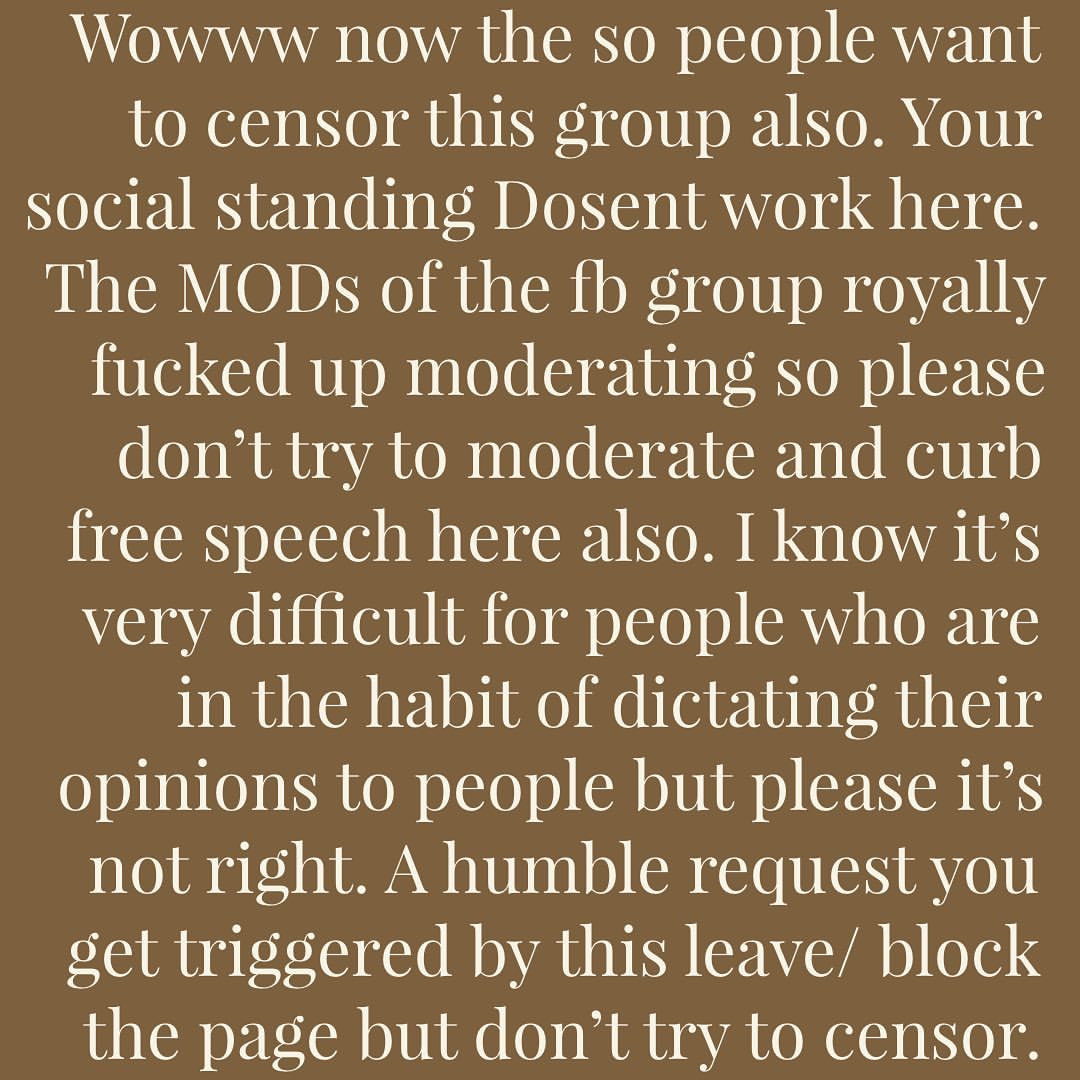 Wowww now the so people want
to censor this group also. Your
social standing Dosent work here.
The MODs of the fb group royally
fucked up moderating so please
don’t try to moderate and curb
free speech here also. I know it’s
very difficult for people who are
in the habit of dictating their
opinions to people but please it’s
not right. A humble request you
get triggered by this leave/ block
the page but don’t try to censor.